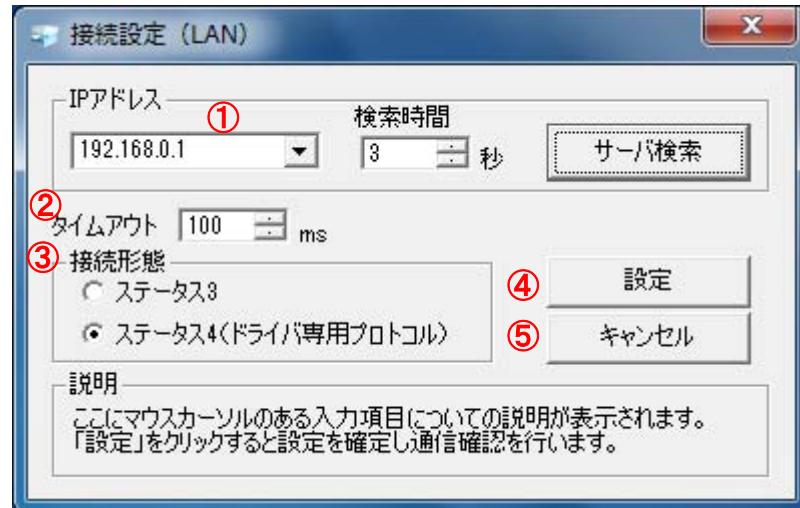 接続設定（LAN）
IPアドレス
①
検索時間
192.168.0.1
3
秒
サーバ検索
②
タイムアウト
100
ms
③
接続形態
ステータス3
ステータス4(ドライバ専用プロトコル)
④
設定
⑤
キャンセル
説明
ここにマウスカーソルのある入力項目についての説明が表示されます。
「設定」をクリックすると設定を確定し通信確認を行います。